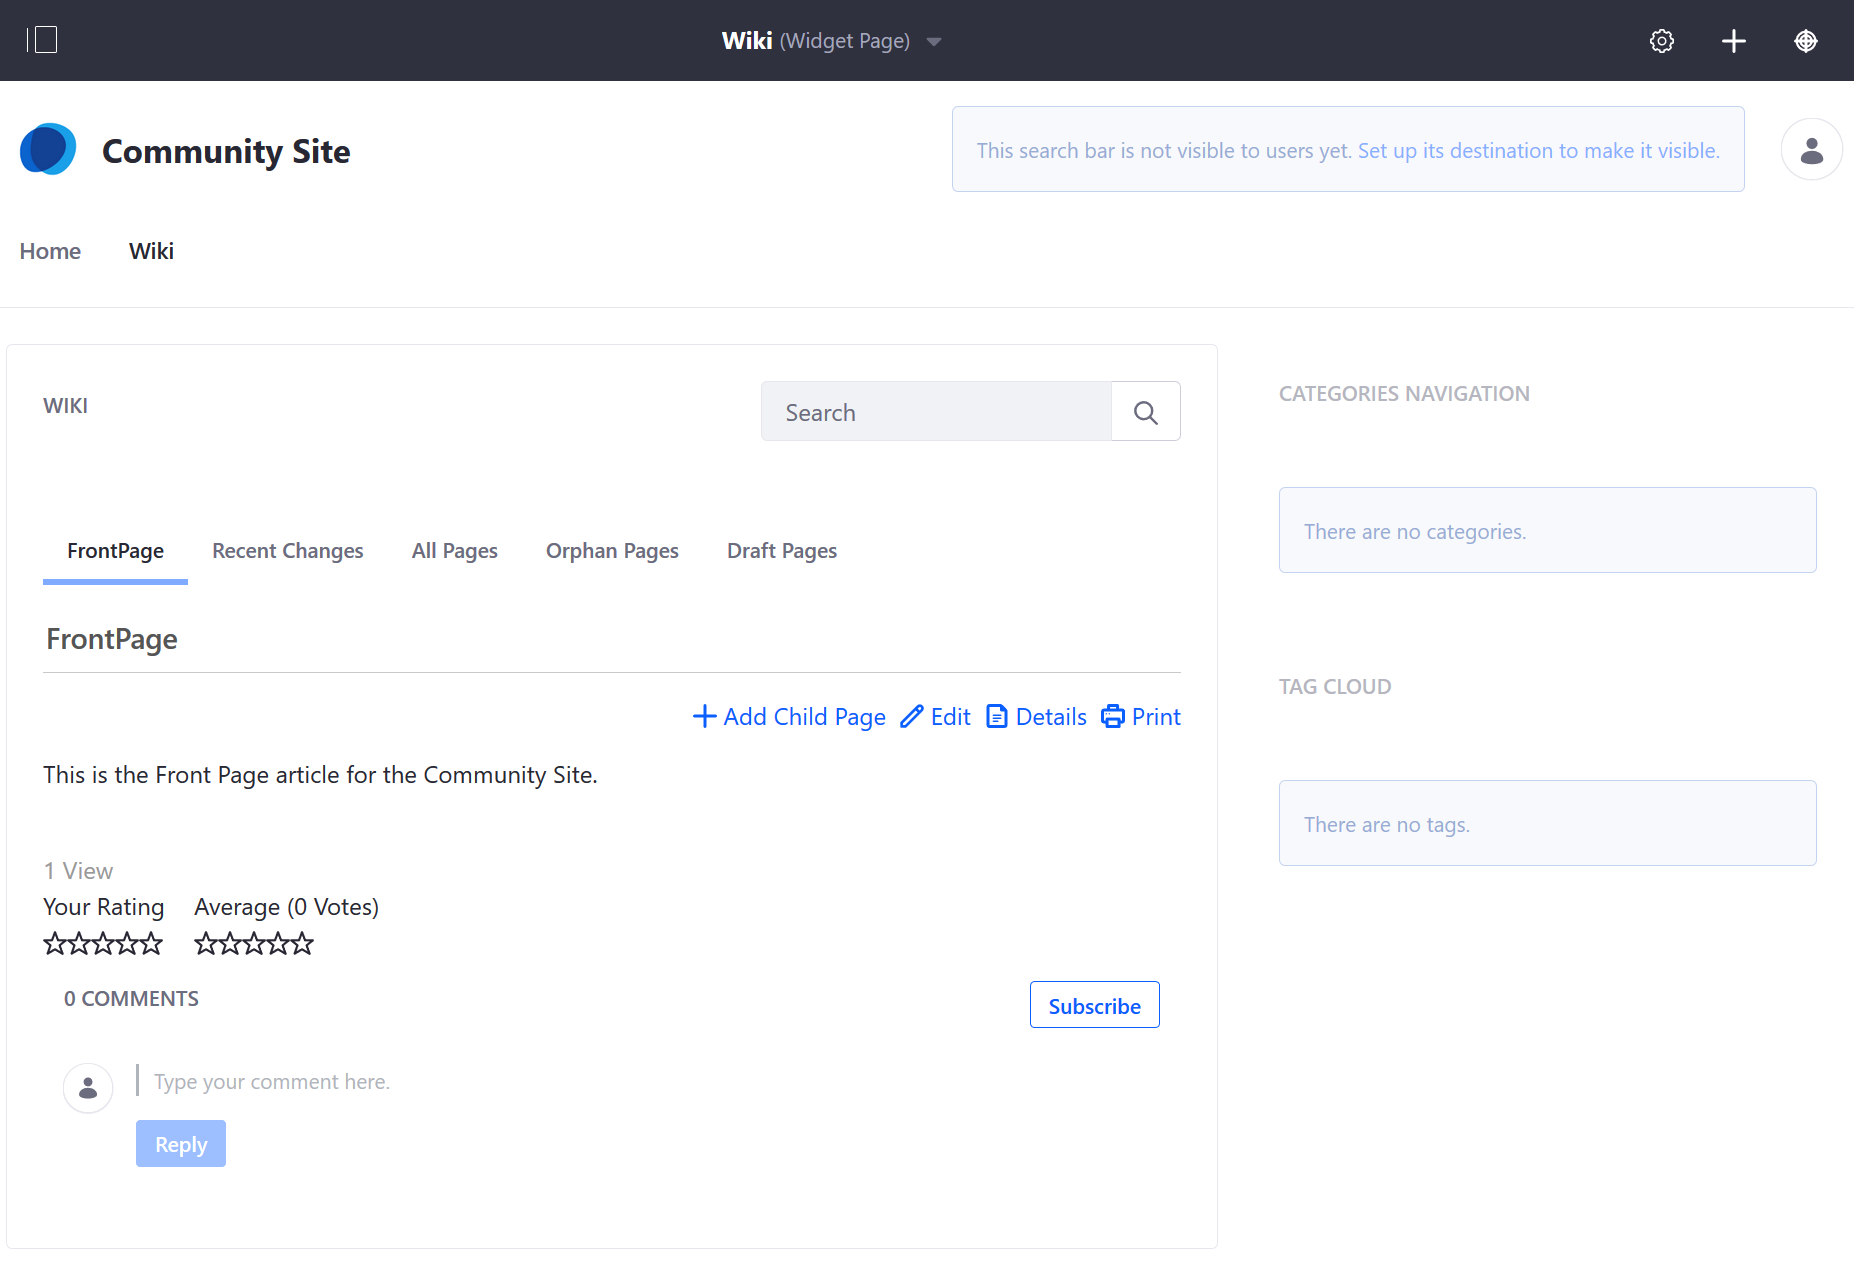 Wiki (Widget Page)
Community Site
This search bar is not visible to users yet. Set up its destination to make it visible.
Home Wiki
WIKI
Search
FrontPage Recent Changes All Pages Orphan Pages Draft Pages
FrontPage
Add Child Page Edit Details Print
This is the Front Page article for the Community Site.
1 View
Your Rating Average (0 Votes)
0 COMMENTS
Subscribe
Type your comment here.
Reply
CATEGORIES NAVIGATION
There are no categories.
TAG CLOUD
There are no tags.